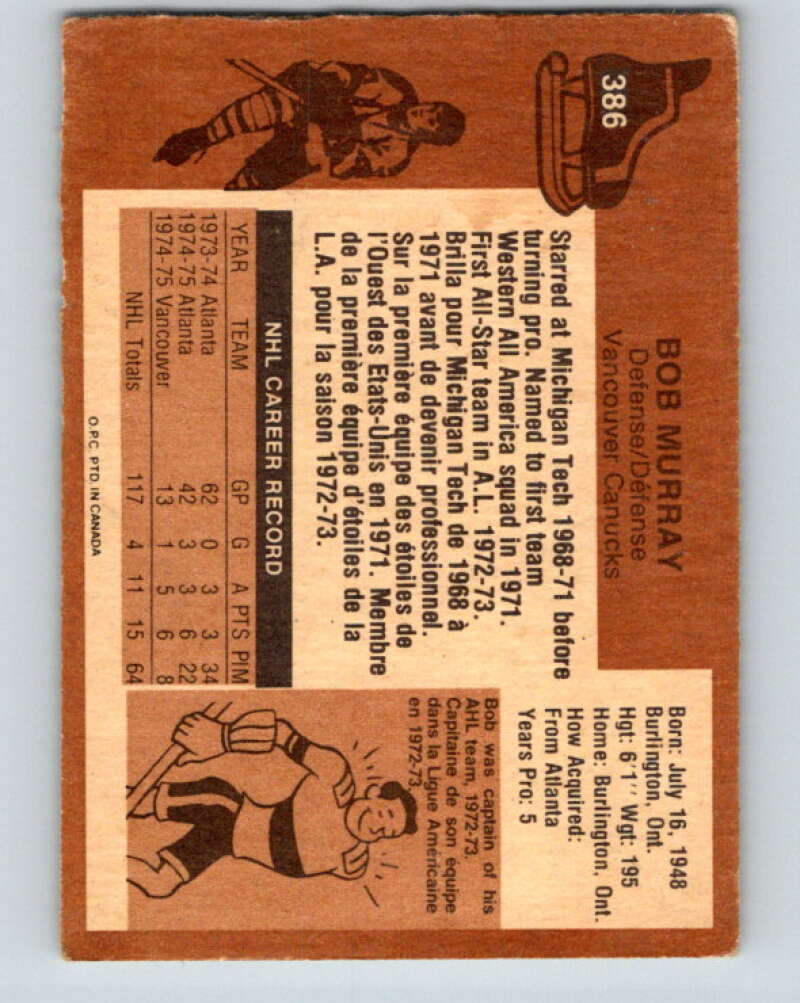 386
BOB MURRAY
Defense/Défense
Vancouver Canucks
Born: July 16, 1948
Burlington, Ont.
Hgt: 6'1'' Wgt: 195
Home: Burlington, Ont.
How Acquired:
From Atlanta
Years Pro: 5
Starred at Michigan Tech 1968-71 before
turning pro. Named to first team
Western All America squad in 1971.
First All-Star team in A.L. 1972-73.
Brilla pour Michigan Tech de 1968 à
1971 avant de devenir professionnel.
Sur la première équipe des étoiles de
l'Ouest des Etats-Unis en 1971. Membre
de la première équipe d'étoiles de la
L.A. pour la saison 1972-73.
NHL CAREER RECORD
YEAR TEAM GP G A PTS PIM
1973-74 Atlanta 62 0 3 3 34
1974-75 Atlanta 42 3 3 6 22
1974-75 Vancouver 13 1 5 6 8
NHL Totals 117 4 11 15 64
Bob was captain of his
AHL team, 1972-73.
Capitaine de son équipe
dans la Ligue Américaine
en 1972-73.
O.P.C. PTD. IN CANADA